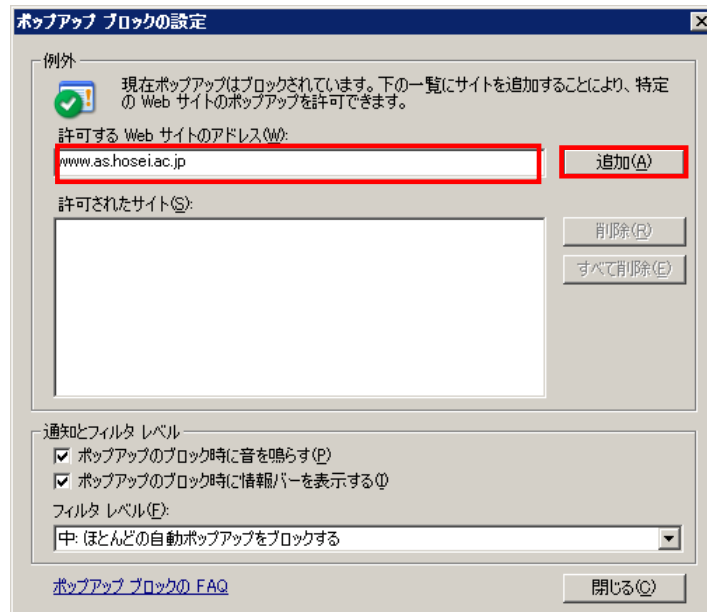 ポップアップ ブロックの設定
例外
現在ポップアップはブロックされています。下の一覧にサイトを追加することにより、特定
の Web サイトのポップアップを許可できます。
許可する Web サイトのアドレス(W):
www.as.hosei.ac.jp
追加(A)
許可されたサイト(S):
削除(R)
すべて削除(E)
通知とフィルタ レベル
ポップアップのブロック時に音を鳴らす(P)
ポップアップのブロック時に情報バーを表示する(I)
フィルタ レベル(F):
中: ほとんどの自動ポップアップをブロックする
ポップアップ ブロックの FAQ
閉じる(C)